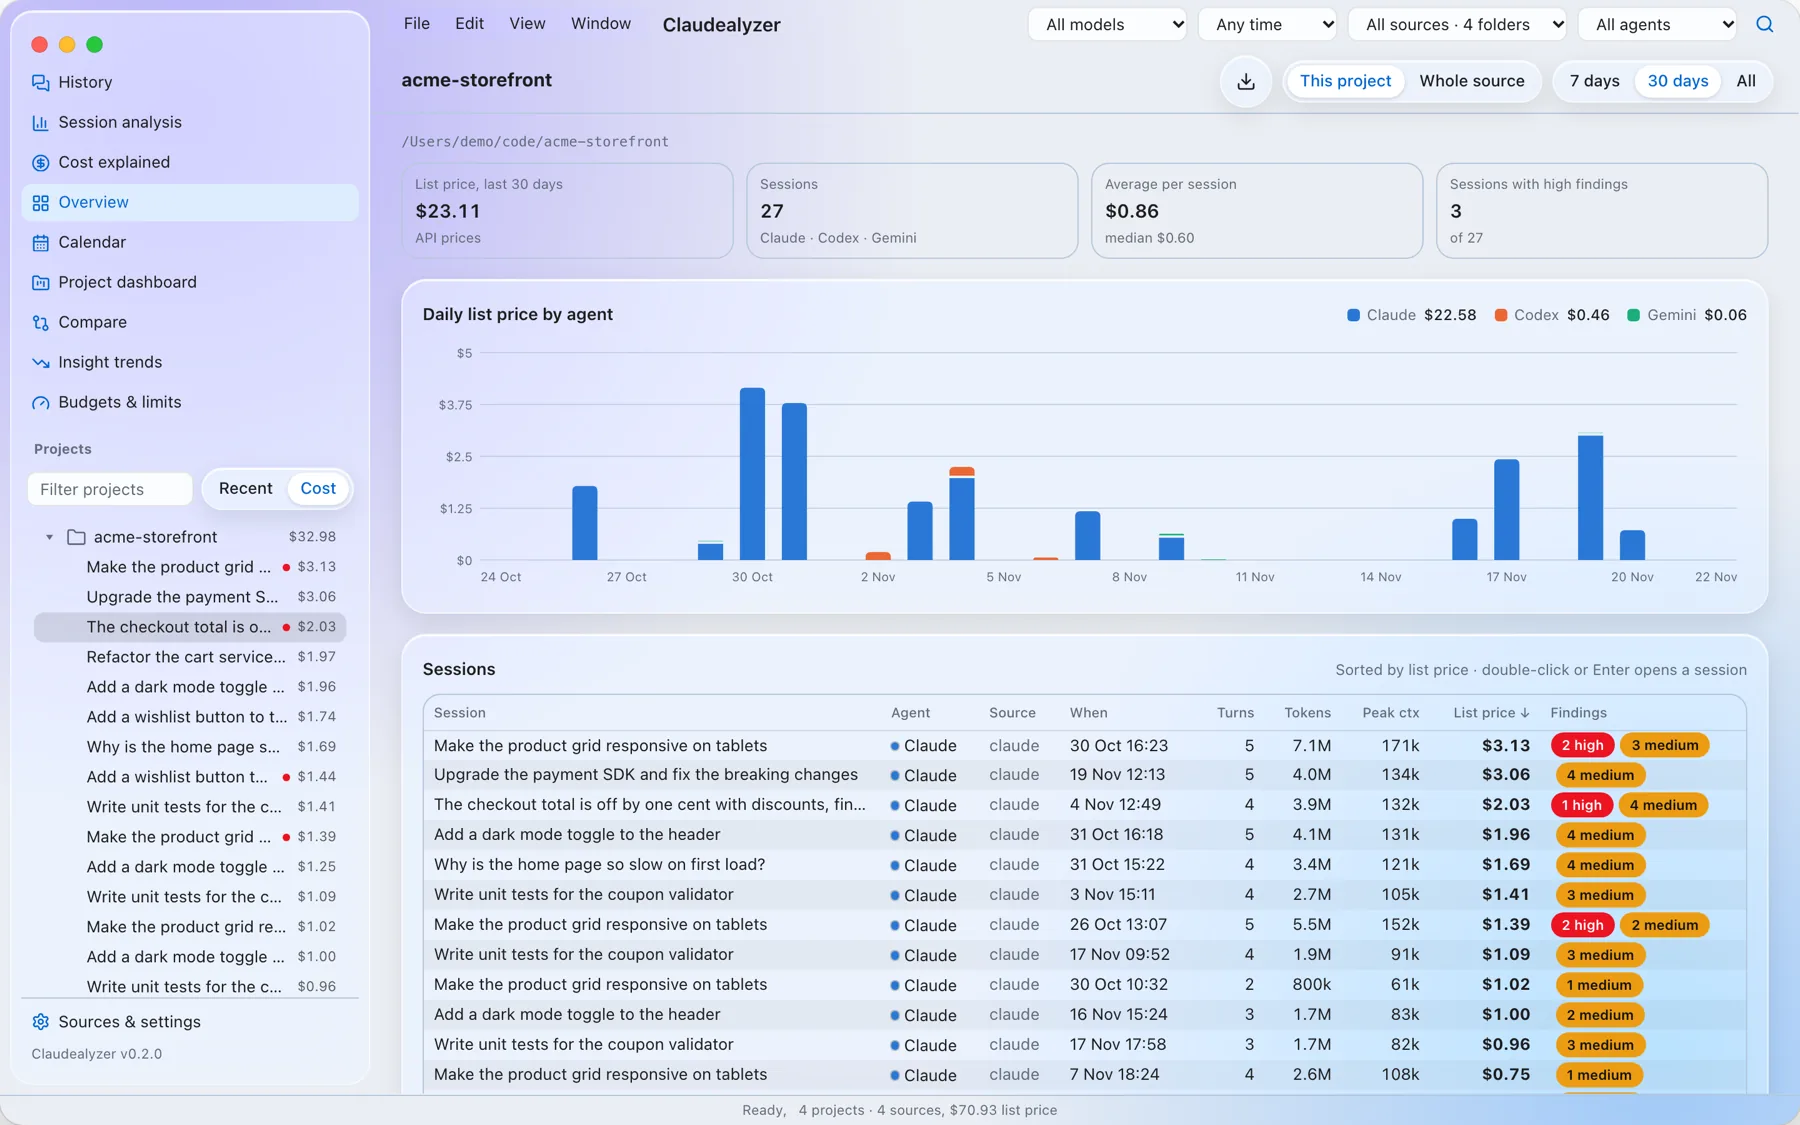 File Edit View Window Claudealyzer All models Any time All sources · 4 folders All agents
History
Session analysis
Cost explained
Overview
Calendar
Project dashboard
Compare
Insight trends
Budgets & limits
Projects
Filter projects Recent Cost
acme-storefront $32.98
Make the product grid ... $3.13
Upgrade the payment S... $3.06
The checkout total is o... $2.03
Refactor the cart service... $1.97
Add a dark mode toggle ... $1.96
Add a wishlist button to t... $1.74
Why is the home page s... $1.69
Add a wishlist button t... $1.44
Write unit tests for the c... $1.41
Make the product grid ... $1.39
Add a dark mode toggle ... $1.25
Write unit tests for the c... $1.09
Make the product grid re... $1.02
Add a dark mode toggle ... $1.00
Write unit tests for the c... $0.96
Sources & settings
Claudealyzer v0.2.0
acme-storefront This project Whole source 7 days 30 days All
/Users/demo/code/acme-storefront
List price, last 30 days
$23.11
API prices
Sessions
27
Claude · Codex · Gemini
Average per session
$0.86
median $0.60
Sessions with high findings
3
of 27
Daily list price by agent Claude $22.58 Codex $0.46 Gemini $0.06
$5
$3.75
$2.5
$1.25
$0
24 Oct 27 Oct 30 Oct 2 Nov 5 Nov 8 Nov 11 Nov 14 Nov 17 Nov 20 Nov 22 Nov
Sessions Sorted by list price · double-click or Enter opens a session
Session Agent Source When Turns Tokens Peak ctx List price ↓ Findings
Make the product grid responsive on tablets Claude claude 30 Oct 16:23 5 7.1M 171k $3.13 2 high 3 medium
Upgrade the payment SDK and fix the breaking changes Claude claude 19 Nov 12:13 5 4.0M 134k $3.06 4 medium
The checkout total is off by one cent with discounts, fin... Claude claude 4 Nov 12:49 4 3.9M 132k $2.03 1 high 4 medium
Add a dark mode toggle to the header Claude claude 31 Oct 16:18 5 4.1M 131k $1.96 4 medium
Why is the home page so slow on first load? Claude claude 31 Oct 15:22 4 3.4M 121k $1.69 4 medium
Write unit tests for the coupon validator Claude claude 3 Nov 15:11 4 2.7M 105k $1.41 3 medium
Make the product grid responsive on tablets Claude claude 26 Oct 13:07 5 5.5M 152k $1.39 2 high 2 medium
Write unit tests for the coupon validator Claude claude 17 Nov 09:52 4 1.9M 91k $1.09 3 medium
Make the product grid responsive on tablets Claude claude 30 Oct 10:32 2 800k 61k $1.02 1 medium
Add a dark mode toggle to the header Claude claude 16 Nov 15:24 3 1.7M 83k $1.00 2 medium
Write unit tests for the coupon validator Claude claude 17 Nov 17:58 3 1.7M 82k $0.96 3 medium
Make the product grid responsive on tablets Claude claude 7 Nov 18:24 4 2.6M 108k $0.75 1 medium
Ready, 4 projects · 4 sources, $70.93 list price